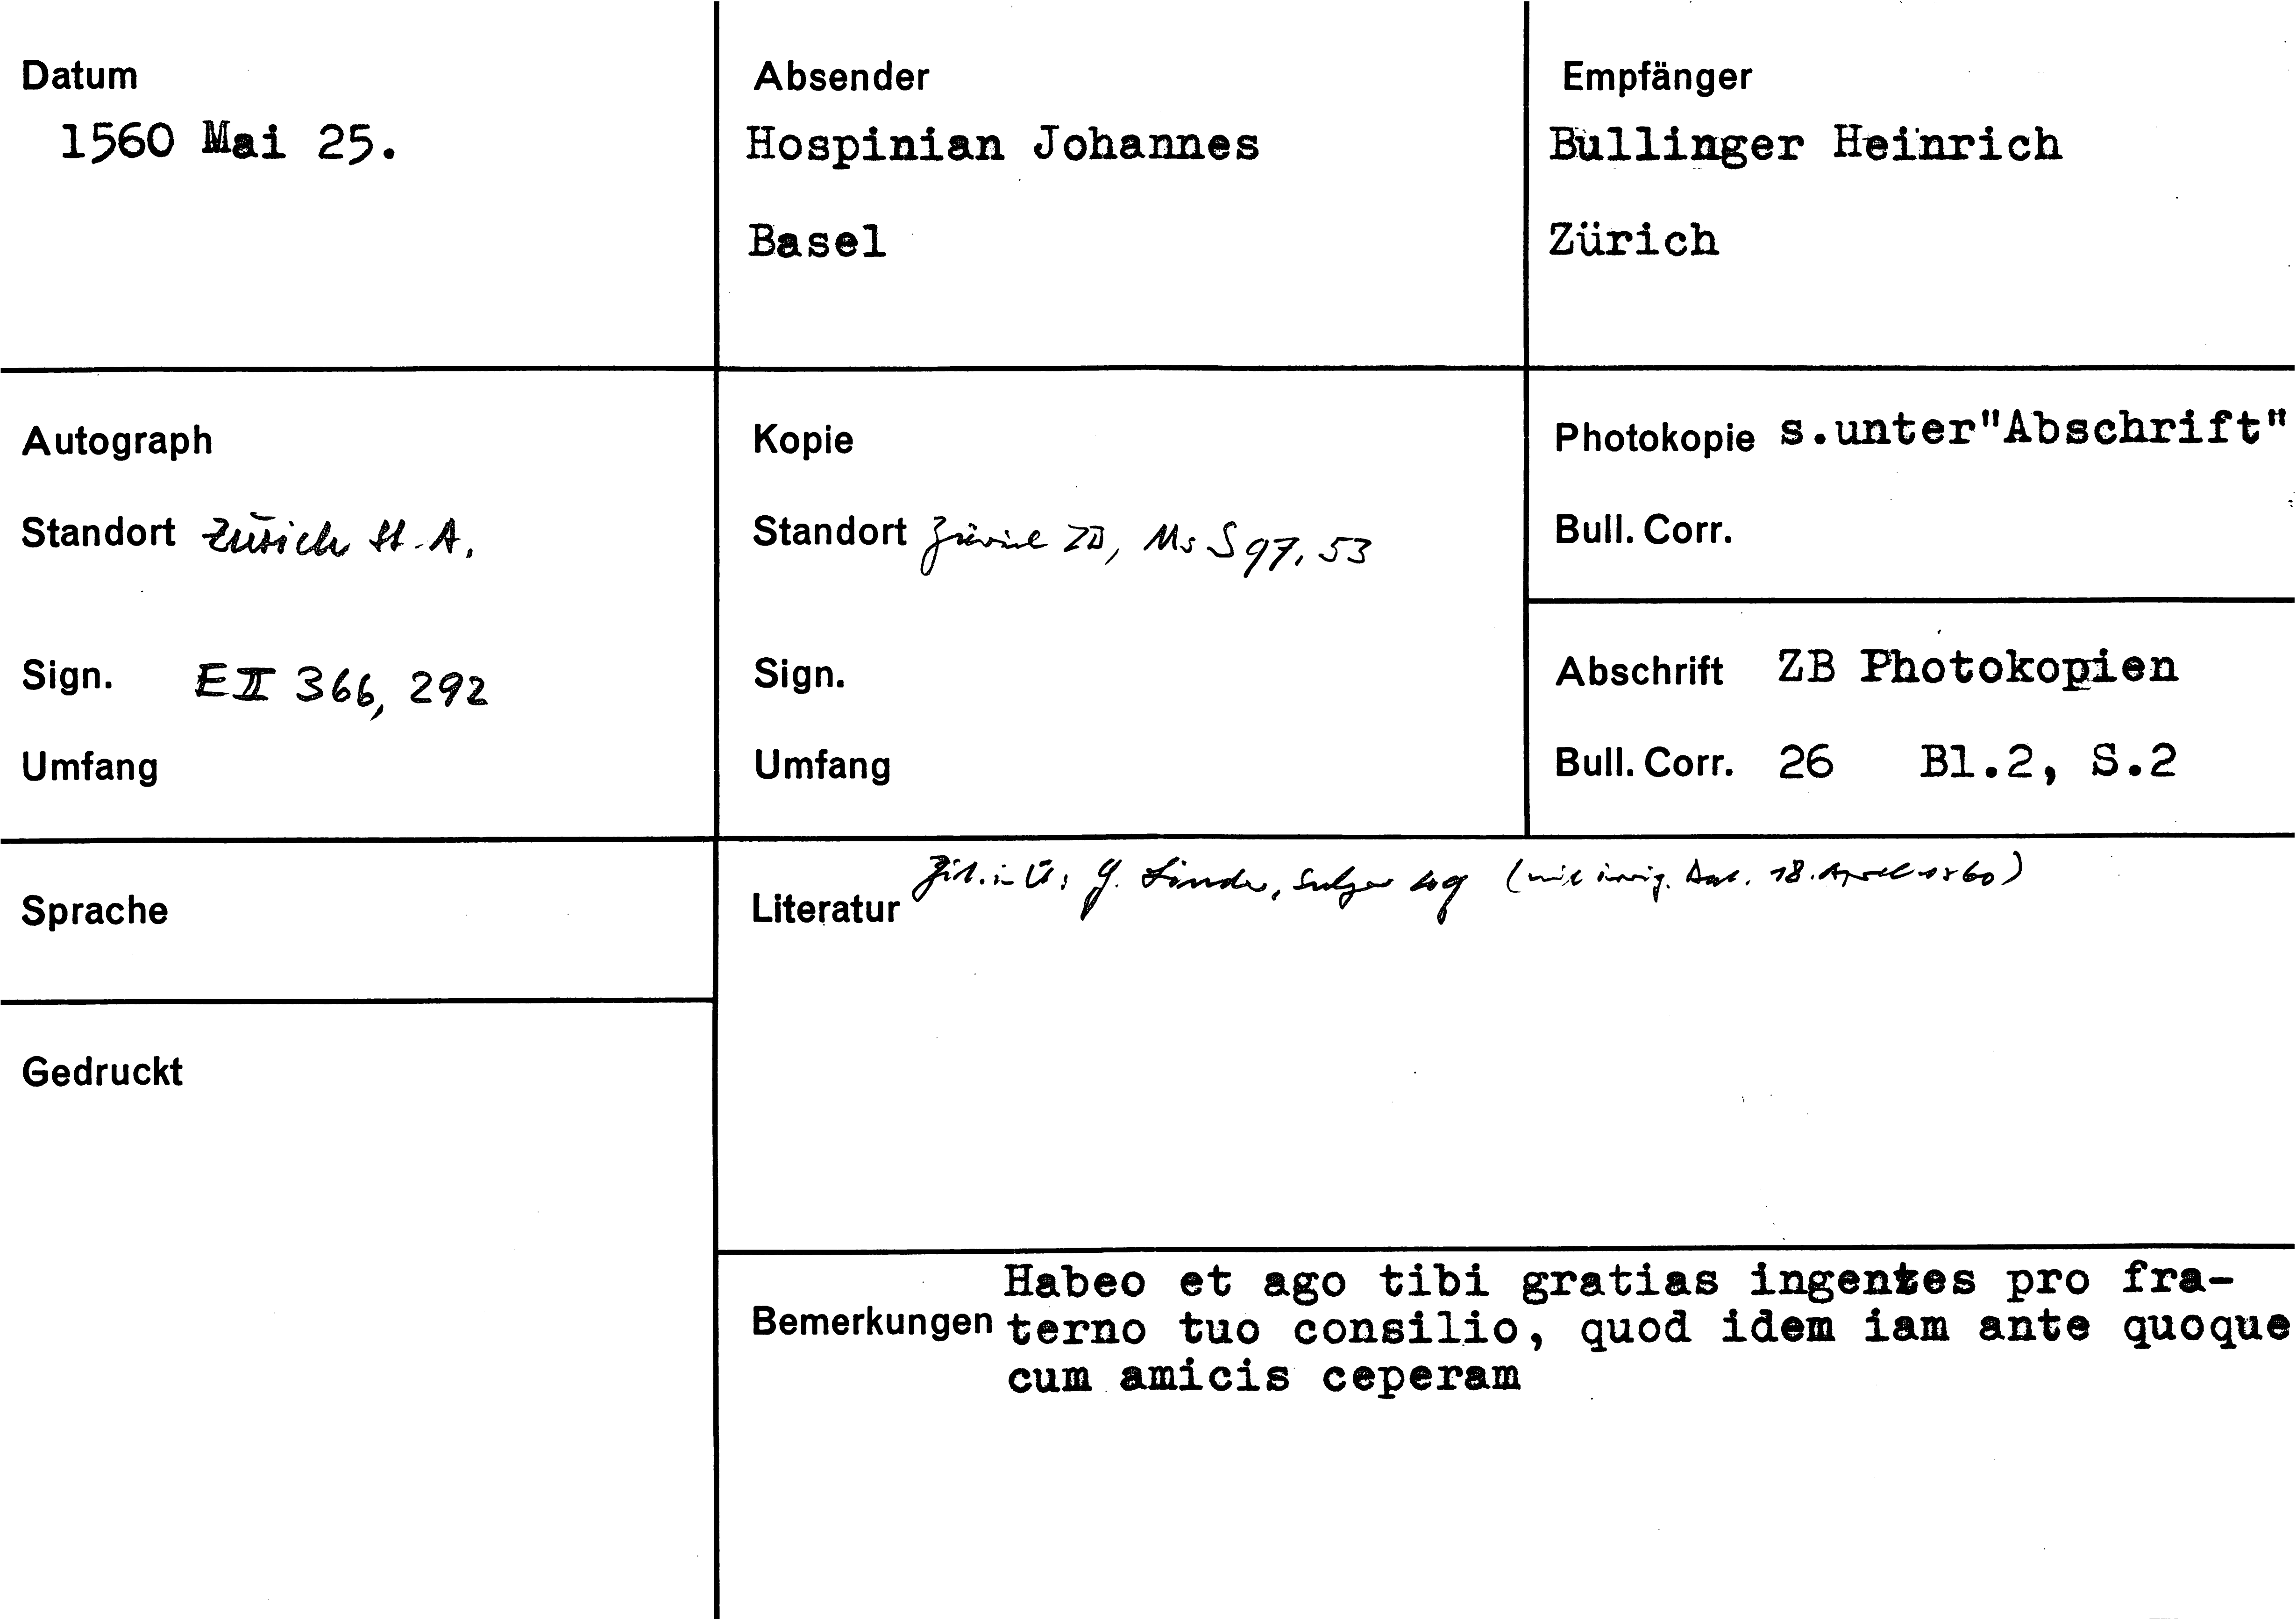 Datum
1560 Mai 25.
Absender
Hospinian Johannes
Basel
Empfänger
Bullinger Heinrich
Zürich
Autograph
Standort Zürich St.A.
Sign. E II 366, 292
Umfang
Kopie
Standort Zürich ZB, Ms S 97, 53
Sign.
Umfang
Photokopie s.unter"Abschrift"
Bull. Corr.
Abschrift ZB Photokopien
Bull. Corr. 26 Bl.2, S.2
Sprache
Gedruckt
Literatur Zit. in Ü: G. Linder, Sulzer (mit irrig. Dat. 18. April 1560)
Bemerkungen Habeo et ago tibi gratias ingentes pro fra-
terno tuo consilio, quod idem iam ante quoque
cum amicis ceperam